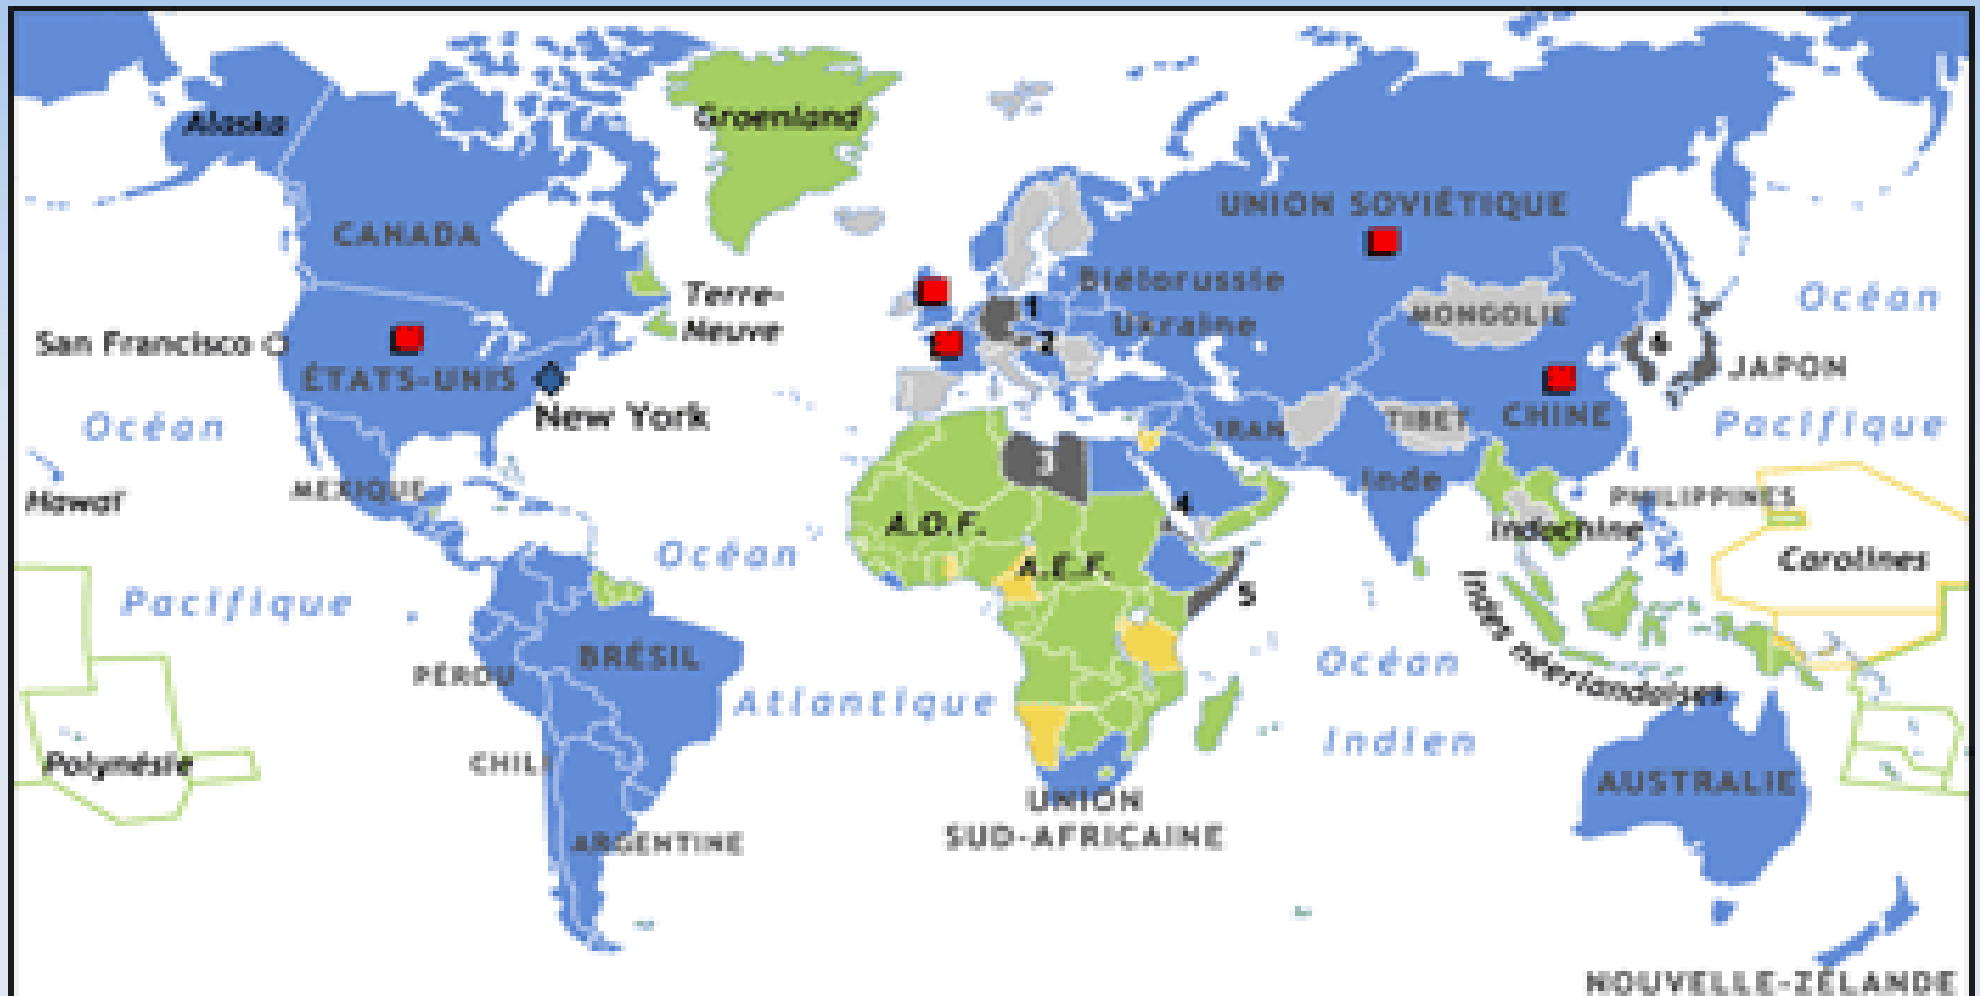 Groenland
Alaska
UNION SOVIÉTIQUE
CANADA
Biélorussie
Terre-
Neuve
Océan
1
Ukraine
MONGOLIE
San Francisco
2
6
JAPON
ÉTATS-UNIS
New York
CHINE
TIBET
IRAN
Océan
Pacifique
Inde
MEXIQUE
PHILIPPINES
Hawaï
4
A.O.F.
Indochine
Océan
A.E.F.
Carolines
5
Pacifique
Indes néerlandaises
BRÉSIL
Océan
PÉROU
Atlantique
Indien
Polynésie
CHILI
AUSTRALIE
UNION
SUD-AFRICAINE
ARGENTINE
NOUVELLE-ZÉLANDE